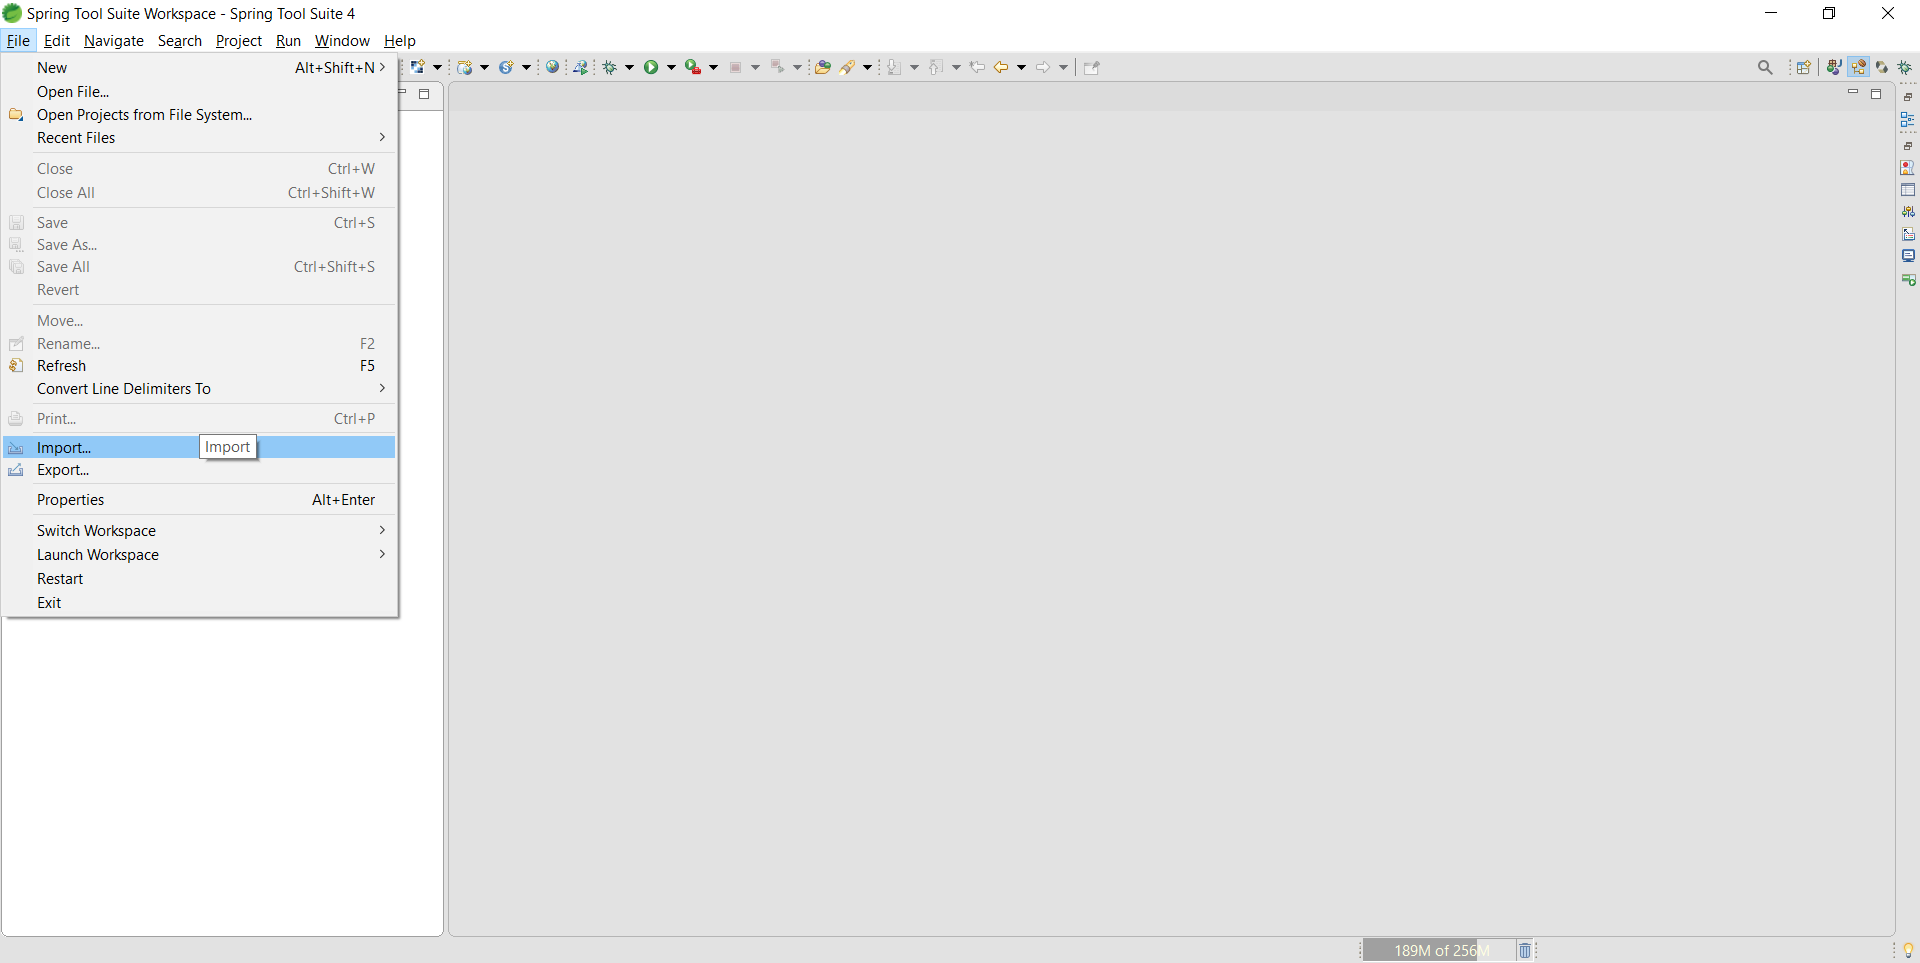 Spring Tool Suite Workspace - Spring Tool Suite 4
File Edit Navigate Search Project Run Window Help
New Alt+Shift+N
Open File...
Open Projects from File System...
Recent Files
Close Ctrl+W
Close All Ctrl+Shift+W
Save Ctrl+S
Save As...
Save All Ctrl+Shift+S
Revert
Move...
Rename... F2
Refresh F5
Convert Line Delimiters To
Print... Ctrl+P
Import... Import
Export...
Properties Alt+Enter
Switch Workspace
Launch Workspace
Restart
Exit
189M of 256M